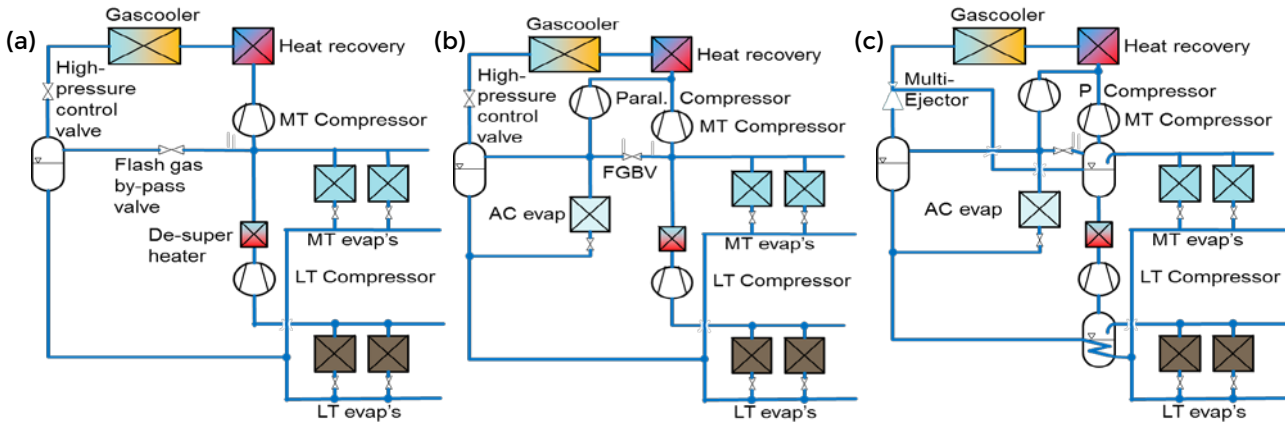 (a)
Gascooler
Heat recovery
High-
pressure
control
valve
MT Compressor
Flash gas
by-pass
valve
De-super
heater
MT evap's
LT Compressor
LT evap's
(b)
Gascooler
Heat recovery
High-
pressure
control
valve
Paral. Compressor
MT Compressor
FGBV
AC evap
MT evap's
LT Compressor
LT evap's
(c)
Gascooler
Heat recovery
Multi-
Ejector
P Compressor
MT Compressor
AC evap
MT evap's
LT Compressor
LT evap's